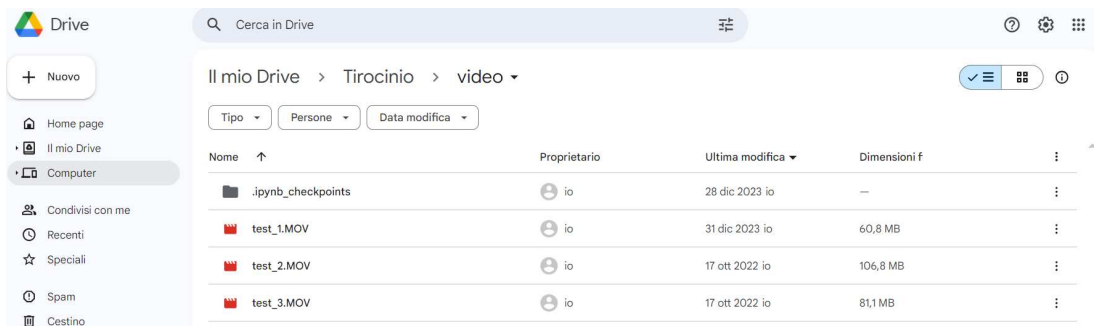 Drive
Cerca in Drive
Nuovo
Il mio Drive > Tirocinio > video
Tipo Persone Data modifica
Home page
Il mio Drive
Computer
Condivisi con me
Recenti
Speciali
Spam
Cestino
Nome Proprietario Ultima modifica Dimensioni f
.ipynb_checkpoints io 28 dic 2023 io —
test_1.MOV io 31 dic 2023 io 60,8 MB
test_2.MOV io 17 ott 2022 io 106,8 MB
test_3.MOV io 17 ott 2022 io 81,1 MB